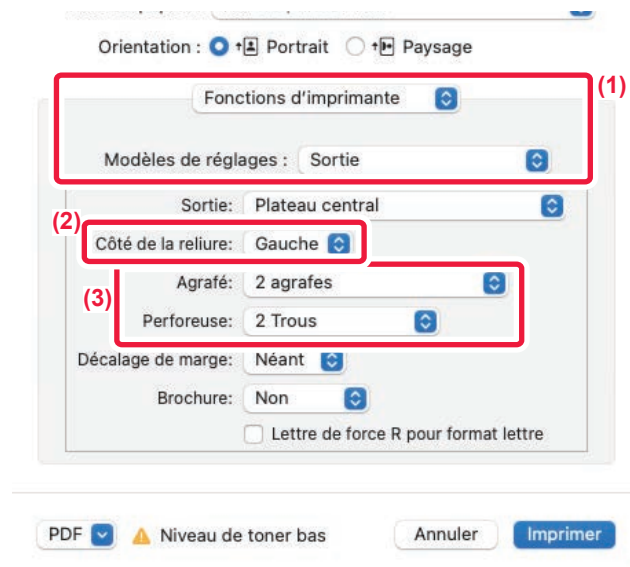 Orientation : Portrait Paysage
(1)
Fonctions d'imprimante
Modèles de réglages : Sortie
Sortie: Plateau central
(2)
Côté de la reliure: Gauche
Agrafé: 2 agrafes
(3)
Perforeuse: 2 Trous
Décalage de marge: Néant
Brochure: Non
Lettre de force R pour format lettre
PDF Niveau de toner bas Annuler Imprimer